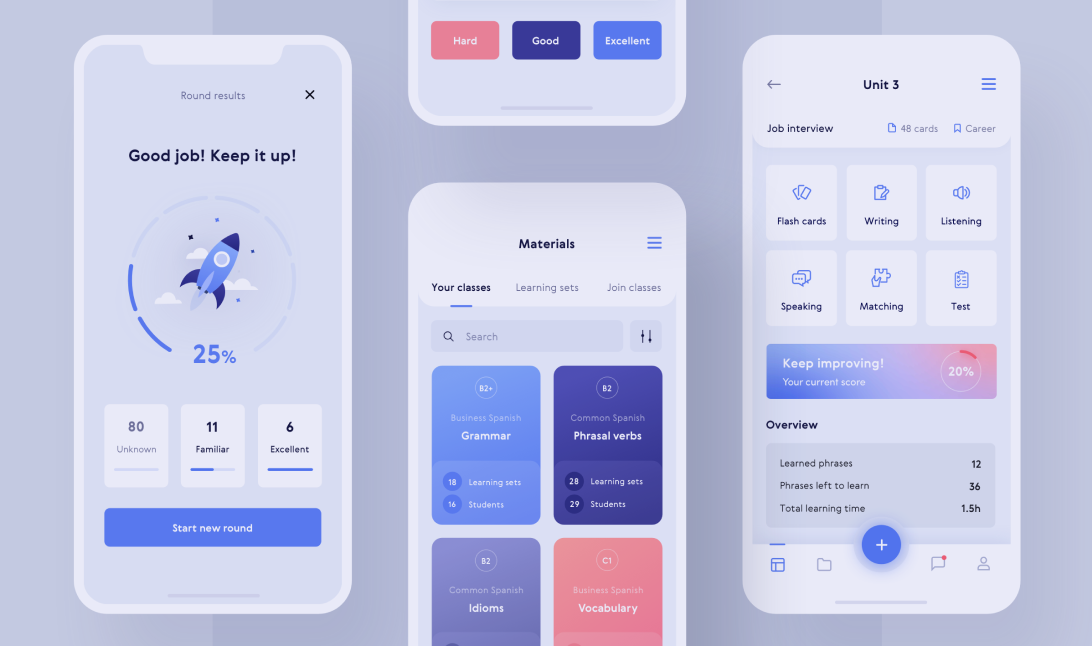 Round results
Good job! Keep it up!
25%
80
Unknown
11
Familiar
6
Excellent
Start new round
Hard
Good
Excellent
Materials
Your classes
Learning sets
Join classes
Search
B2+
Business Spanish
Grammar
18 Learning sets
16 Students
B2
Common Spanish
Phrasal verbs
28 Learning sets
29 Students
B2
Common Spanish
Idioms
C1
Business Spanish
Vocabulary
Unit 3
Job interview
48 cards
Career
Flash cards
Writing
Listening
Speaking
Matching
Test
Keep improving!
Your current score
20%
Overview
Learned phrases 12
Phrases left to learn 36
Total learning time 1.5h